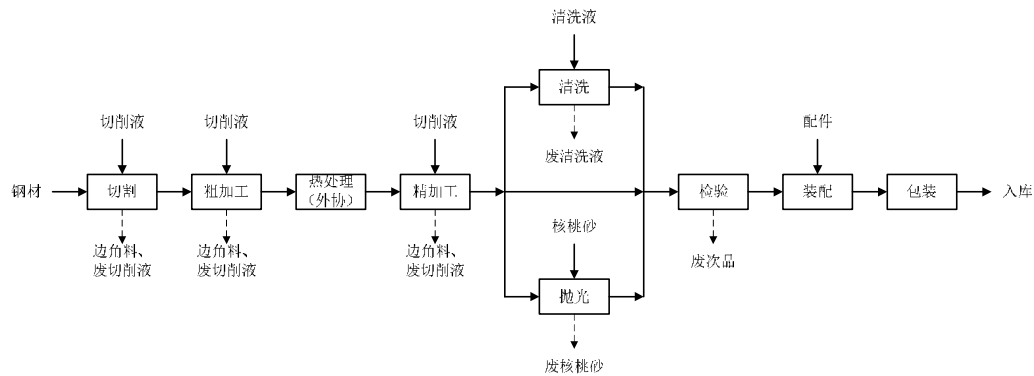 清洗液
清洗
废洁洗液
切削液
切削液
切削液
配件
钢材
切割
粗加工
热处理
（外协）
精加工
检验
装配
包装
入库
边角料、
废切削液
边角料、
废切削液
边角料、
废切削液
核桃砂
废次品
抛光
废核桃砂